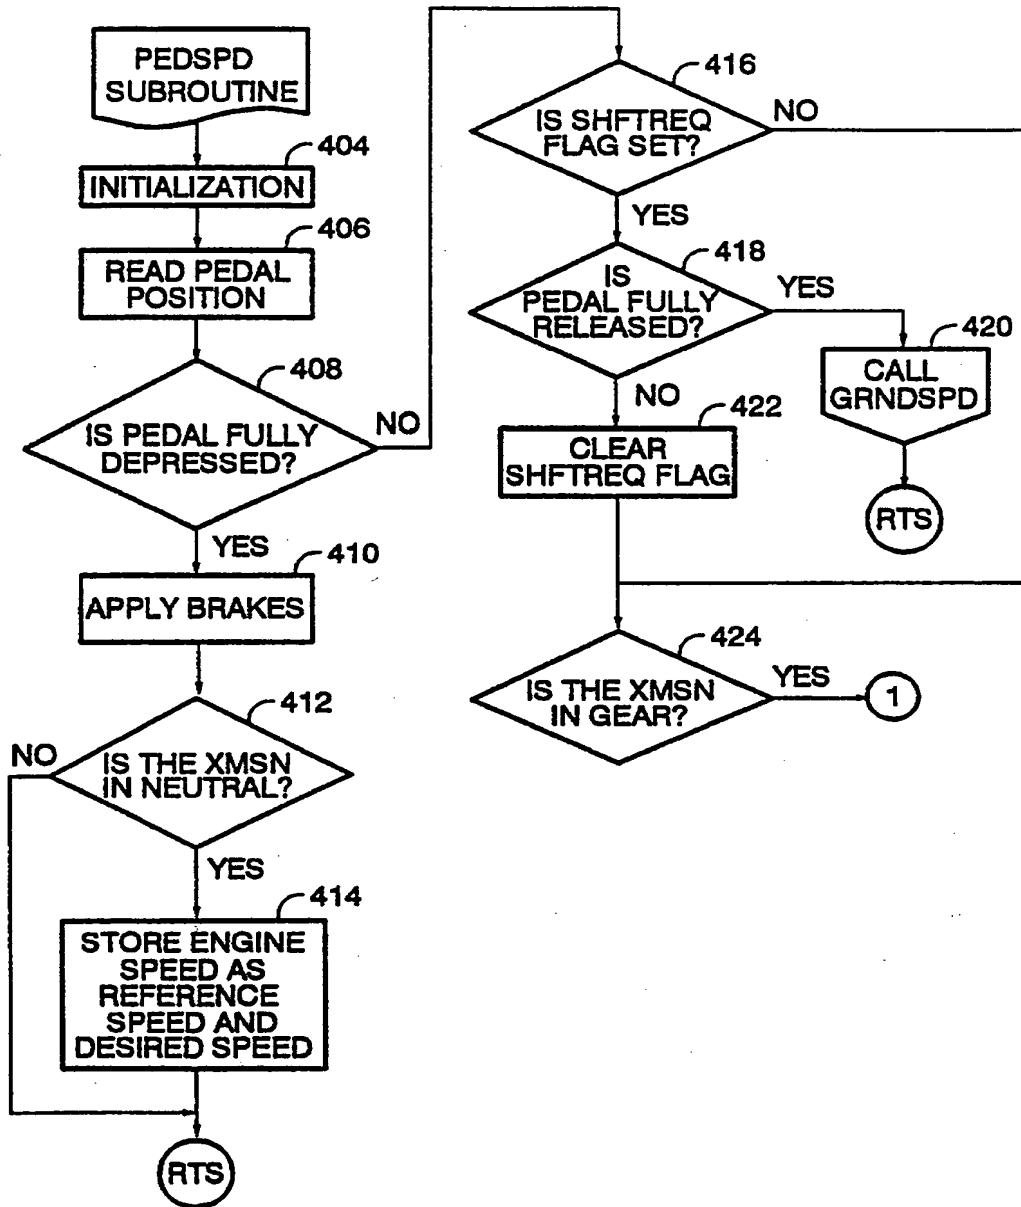 PEDSPD
SUBROUTINE
404
INITIALIZATION
406
READ PEDAL
POSITION
408
IS PEDAL FULLY
DEPRESSED?
NO
YES
410
APPLY BRAKES
412
NO
IS THE XMSN
IN NEUTRAL?
YES
414
STORE ENGINE
SPEED AS
REFERENCE
SPEED AND
DESIRED SPEED
RTS
416
IS SHFTREQ
FLAG SET?
NO
YES
418
IS
PEDAL FULLY
RELEASED?
YES
420
CALL
GRNDSPD
RTS
NO
422
CLEAR
SHFTREQ FLAG
424
IS THE XMSN
IN GEAR?
YES
1